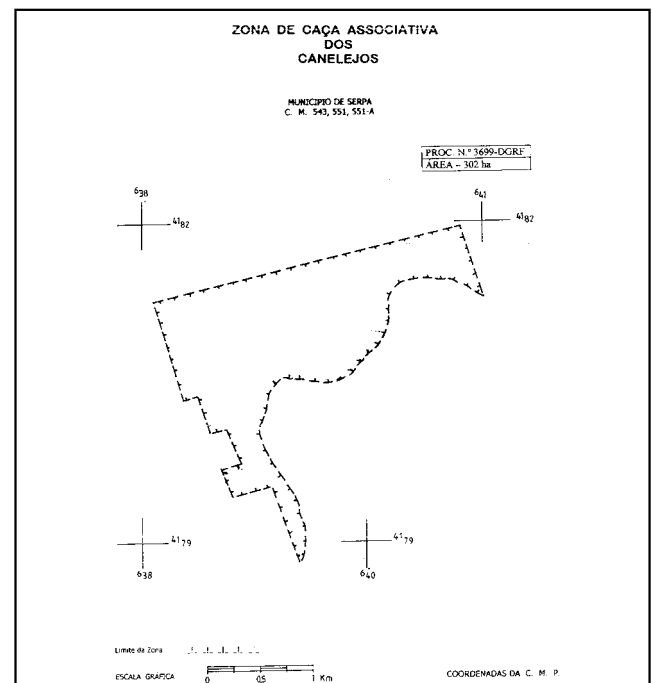 ZONA DE CAÇA ASSOCIATIVA
DOS
CANELEJOS
MUNICIPIO DE SERPA
C. M. 543, 551, 551-A
PROC. N.º 3699-DGRF
ÁREA - 302 ha
638
641
4182
4182
4179
4179
638
640
Limite da Zona
ESCALA GRÁFICA
0 0,5 1 Km
COORDENADAS DA C. M. P.